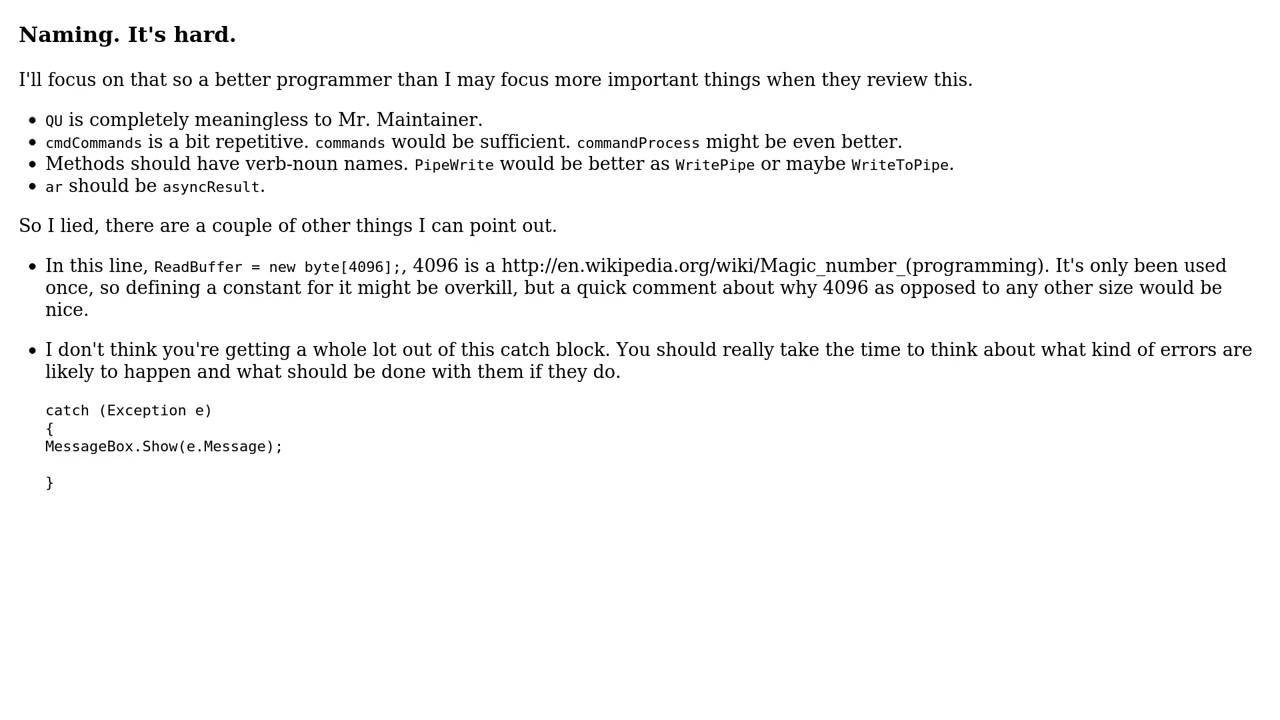 Naming. It's hard.
I'll focus on that so a better programmer than I may focus more important things when they review this.
• QU is completely meaningless to Mr. Maintainer.
• cmdCommands is a bit repetitive. commands would be sufficient. commandProcess might be even better.
• Methods should have verb-noun names. PipeWrite would be better as WritePipe or maybe WriteToPipe.
• ar should be asyncResult.
So I lied, there are a couple of other things I can point out.
• In this line, ReadBuffer = new byte[4096];, 4096 is a http://en.wikipedia.org/wiki/Magic_number_(programming). It's only been used
once, so defining a constant for it might be overkill, but a quick comment about why 4096 as opposed to any other size would be
nice.
• I don't think you're getting a whole lot out of this catch block. You should really take the time to think about what kind of errors are
likely to happen and what should be done with them if they do.
catch (Exception e)
{
MessageBox.Show(e.Message);
}